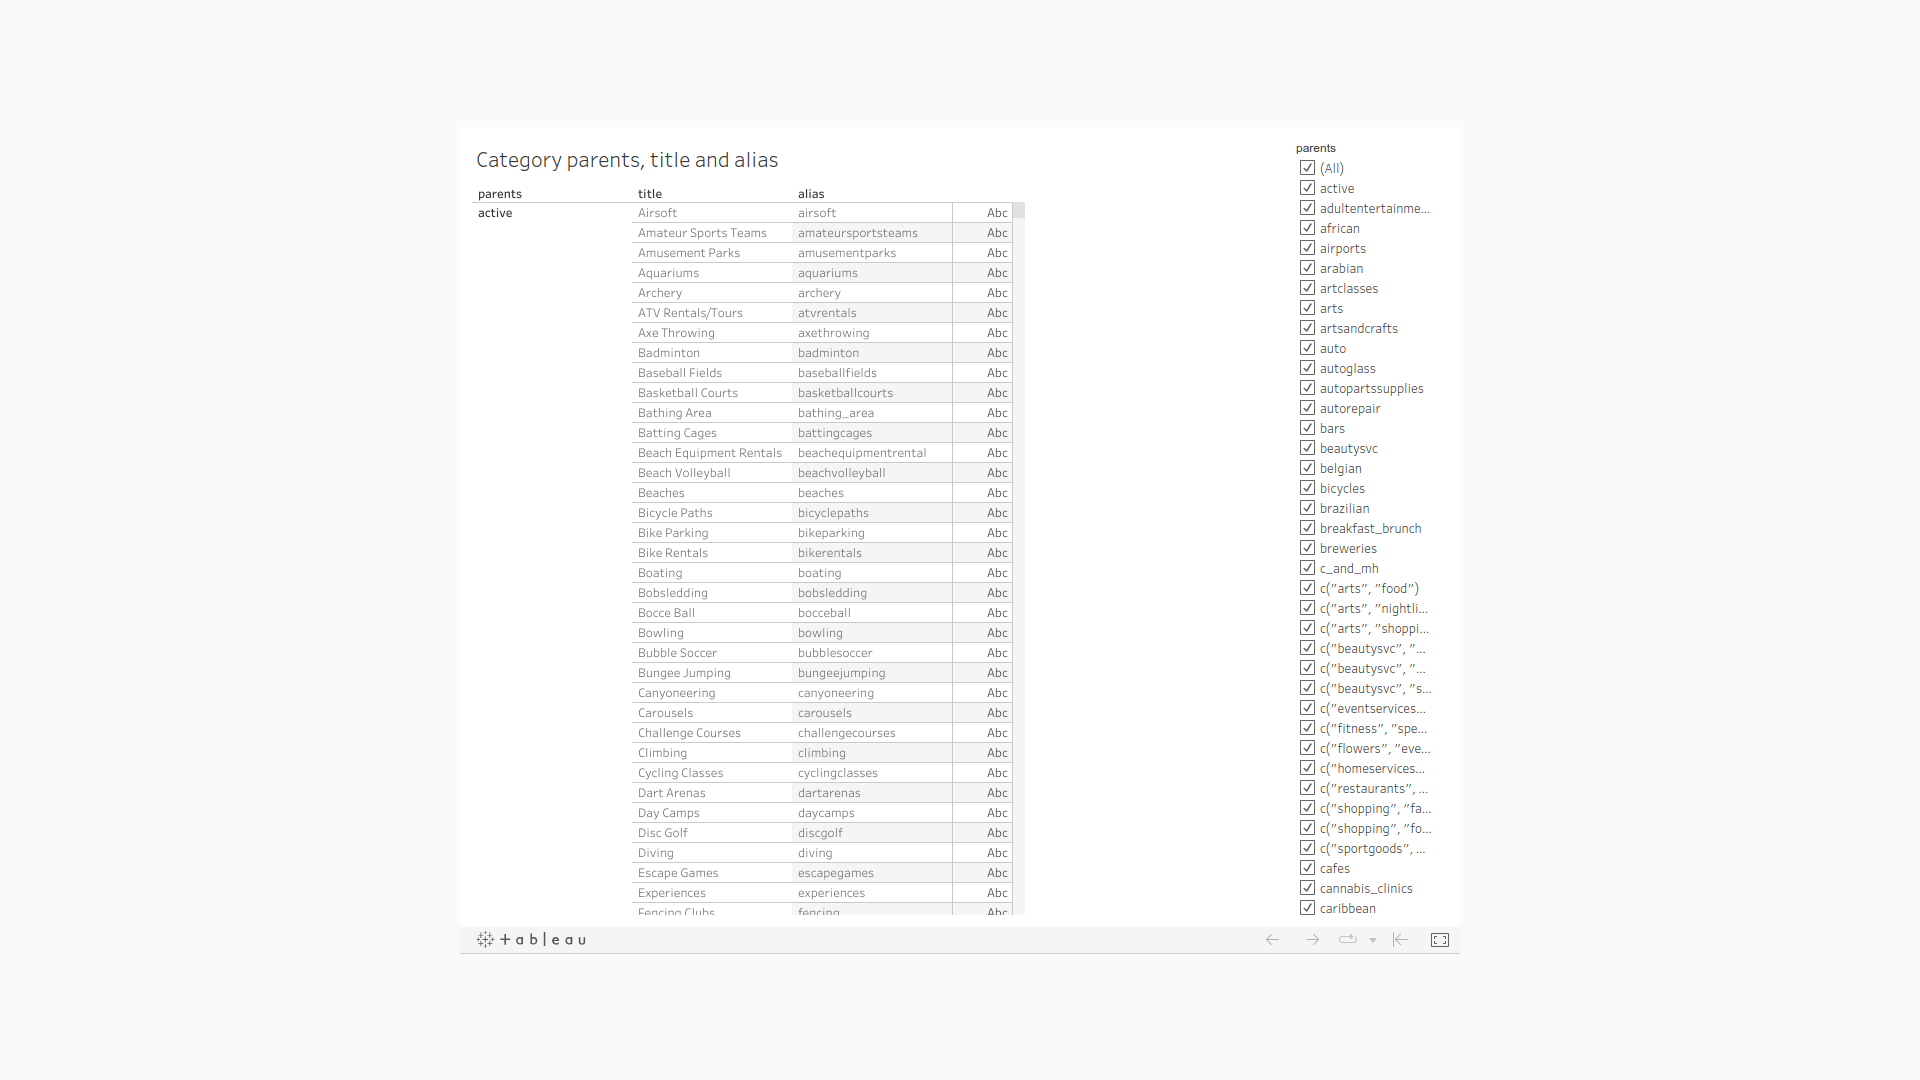 Category parents, title and alias
parents title alias
active Airsoft airsoft Abc
Amateur Sports Teams amateursportsteams Abc
Amusement Parks amusementparks Abc
Aquariums aquariums Abc
Archery archery Abc
ATV Rentals/Tours atvrentals Abc
Axe Throwing axethrowing Abc
Badminton badminton Abc
Baseball Fields baseballfields Abc
Basketball Courts basketballcourts Abc
Bathing Area bathing_area Abc
Batting Cages battingcages Abc
Beach Equipment Rentals beachequipmentrental Abc
Beach Volleyball beachvolleyball Abc
Beaches beaches Abc
Bicycle Paths bicyclepaths Abc
Bike Parking bikeparking Abc
Bike Rentals bikerentals Abc
Boating boating Abc
Bobsledding bobsledding Abc
Bocce Ball bocceball Abc
Bowling bowling Abc
Bubble Soccer bubblesoccer Abc
Bungee Jumping bungeejumping Abc
Canyoneering canyoneering Abc
Carousels carousels Abc
Challenge Courses challengecourses Abc
Climbing climbing Abc
Cycling Classes cyclingclasses Abc
Dart Arenas dartarenas Abc
Day Camps daycamps Abc
Disc Golf discgolf Abc
Diving diving Abc
Escape Games escapegames Abc
Experiences experiences Abc
Fencing Clubs fencing Abc
parents
(All)
active
adultentertainme...
african
airports
arabian
artclasses
arts
artsandcrafts
auto
autoglass
autopartssupplies
autorepair
bars
beautysvc
belgian
bicycles
brazilian
breakfast_brunch
breweries
c_and_mh
c("arts", "food")
c("arts", "nightli...
c("arts", "shoppi...
c("beautysvc", "...
c("beautysvc", "...
c("beautysvc", "s...
c("eventservices...
c("fitness", "spe...
c("flowers", "eve...
c("homeservices...
c("restaurants", ...
c("shopping", "fa...
c("shopping", "fo...
c("sportgoods", ...
cafes
cannabis_clinics
caribbean
+ableau